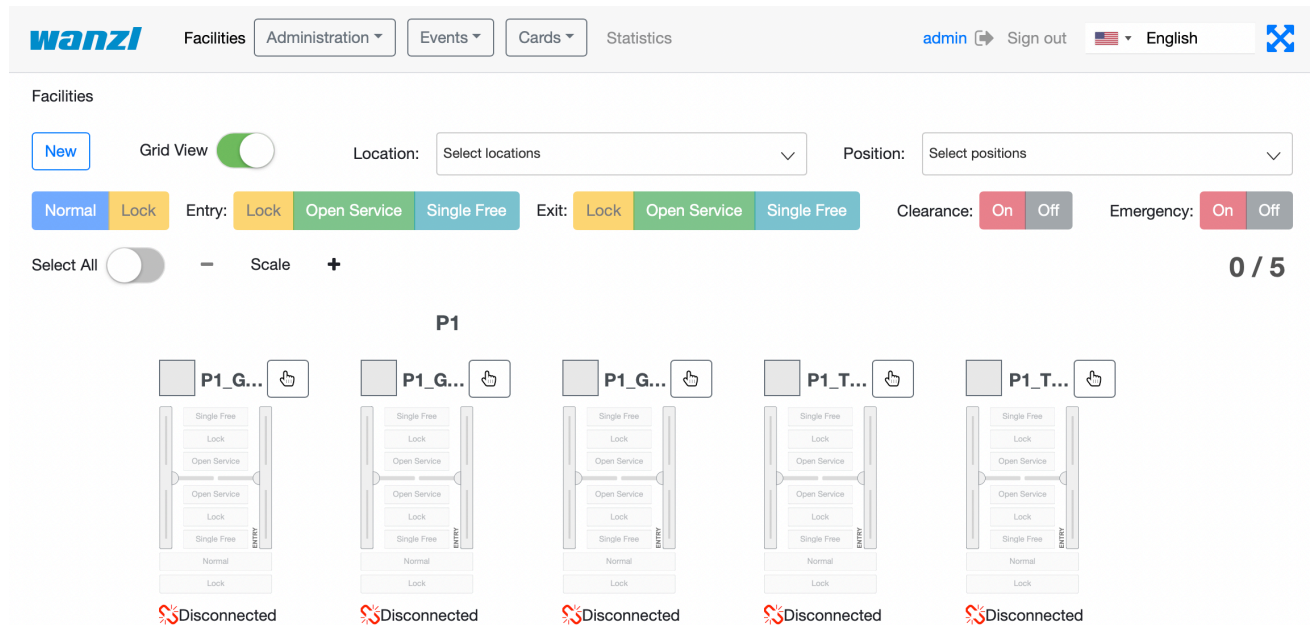 wanzl Facilities Administration Events Cards Statistics admin Sign out English
Facilities
New Grid View Location: Select locations Position: Select positions
Normal Lock Entry: Lock Open Service Single Free Exit: Lock Open Service Single Free Clearance: On Off Emergency: On Off
Select All - Scale + 0 / 5
P1
P1_G... P1_G... P1_G... P1_T... P1_T...
Single Free Single Free Single Free Single Free Single Free
Lock Lock Lock Lock Lock
Open Service Open Service Open Service Open Service Open Service
Open Service Open Service Open Service Open Service Open Service
Lock Lock Lock Lock Lock
Single Free ENTRY Single Free ENTRY Single Free ENTRY Single Free ENTRY Single Free ENTRY
Normal Normal Normal Normal Normal
Lock Lock Lock Lock Lock
Disconnected Disconnected Disconnected Disconnected Disconnected